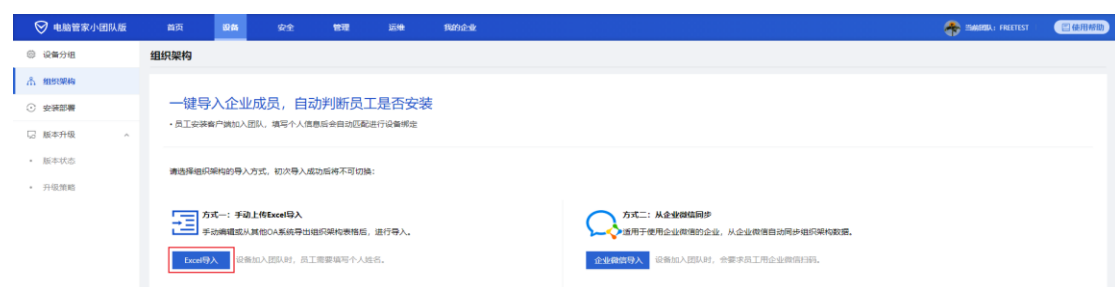 电脑管家小团队版 首页 设备 安全 管理 运维 我的企业 当前团队：FREETEST 使用帮助
设备分组
组织架构
安装部署
版本升级
版本状态
升级策略
组织架构
一键导入企业成员，自动判断员工是否安装
• 员工安装客户端加入团队，填写个人信息后会自动匹配进行设备绑定
请选择组织架构的导入方式，初次导入成功后将不可切换：
方式一：手动上传Excel导入
手动编辑或从其他OA系统导出组织架构表格后，进行导入。
Excel导入 设备加入团队时，员工需要填写个人姓名。
方式二：从企业微信同步
适用于使用企业微信的企业，从企业微信自动同步组织架构数据。
企业微信导入 设备加入团队时，会要求员工用企业微信扫码。